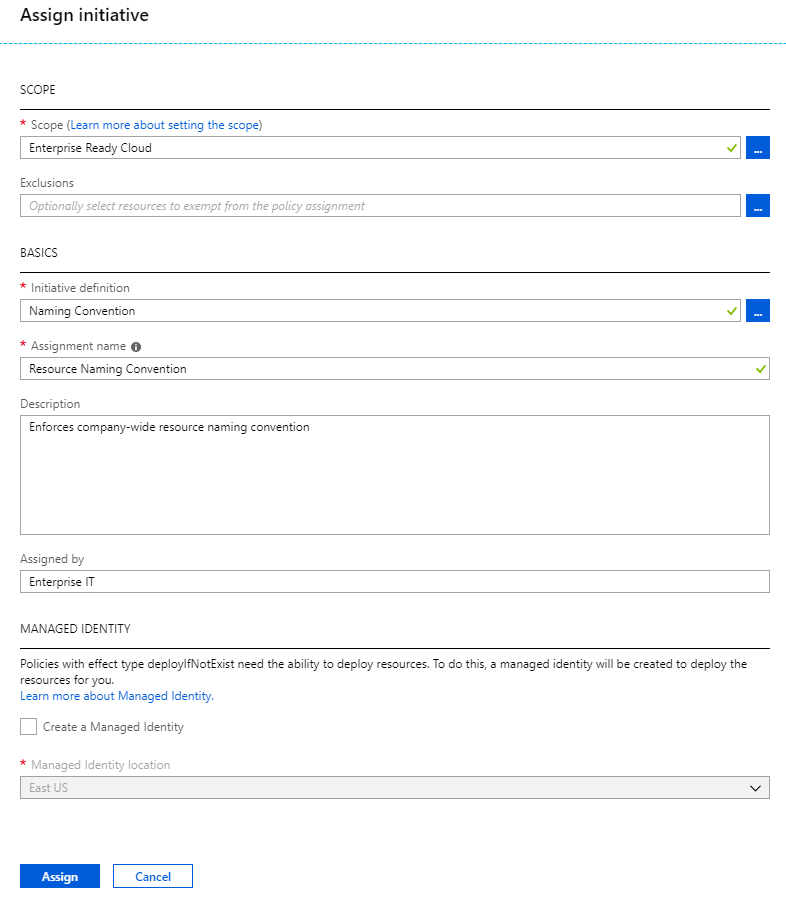 Assign initiative
SCOPE
* Scope (Learn more about setting the scope)
Enterprise Ready Cloud
...
Exclusions
Optionally select resources to exempt from the policy assignment
...
BASICS
* Initiative definition
Naming Convention
...
* Assignment name
Resource Naming Convention
Description
Enforces company-wide resource naming convention
Assigned by
Enterprise IT
MANAGED IDENTITY
Policies with effect type deployIfNotExist need the ability to deploy resources. To do this, a managed identity will be created to deploy the
resources for you.
Learn more about Managed Identity.
Create a Managed Identity
* Managed Identity location
East US
Assign Cancel